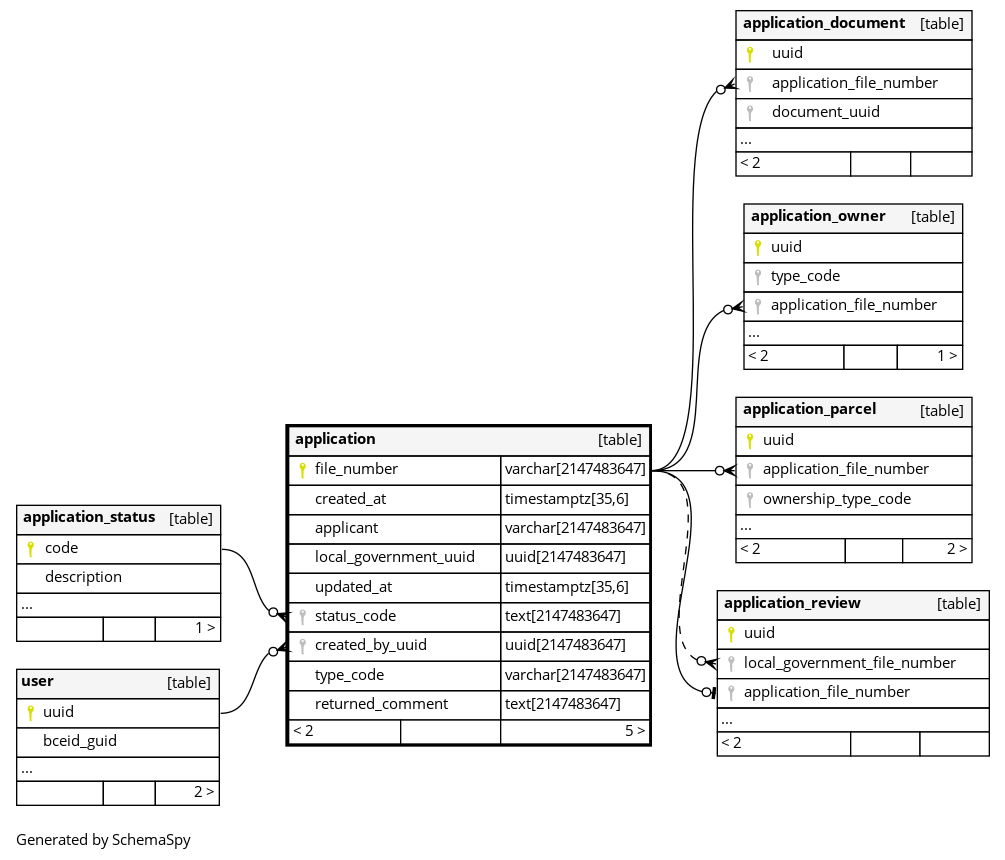 application_document [table]
uuid
application_file_number
document_uuid
...
< 2
application_owner [table]
uuid
type_code
application_file_number
...
< 2 1 >
application_parcel [table]
uuid
application_file_number
ownership_type_code
...
< 2 2 >
application_review [table]
uuid
local_government_file_number
application_file_number
...
< 2
application [table]
file_number varchar[2147483647]
created_at timestamptz[35,6]
applicant varchar[2147483647]
local_government_uuid uuid[2147483647]
updated_at timestamptz[35,6]
status_code text[2147483647]
created_by_uuid uuid[2147483647]
type_code varchar[2147483647]
returned_comment text[2147483647]
< 2 5 >
application_status [table]
code
description
...
1 >
user [table]
uuid
bceid_guid
...
2 >
Generated by SchemaSpy